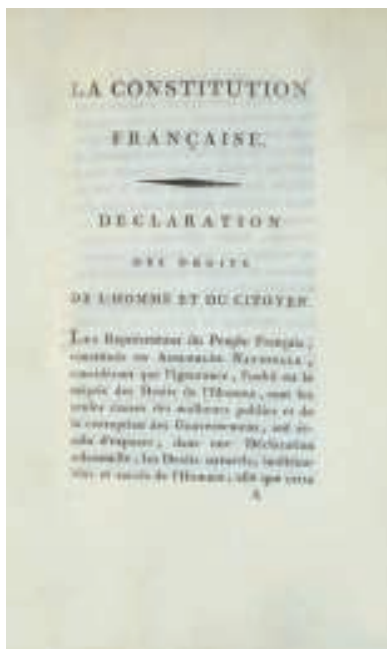 LA CONSTITUTION
FRANÇAISE.
DÉCLARATION
DES DROITS
DE L'HOMME ET DU CITOYEN.
LES Représentans du Peuple Français,
constitués en ASSEMBLÉE NATIONALE,
considérant que l'ignorance, l'oubli ou le
mépris des Droits de l'Homme, sont les
seules causes des malheurs publics et de
la corruption des Gouvernemens, ont ré-
solu d'exposer, dans une Déclaration
solennelle, les Droits naturels, inaliéna-
bles et sacrés de l'Homme; afin que cette
A